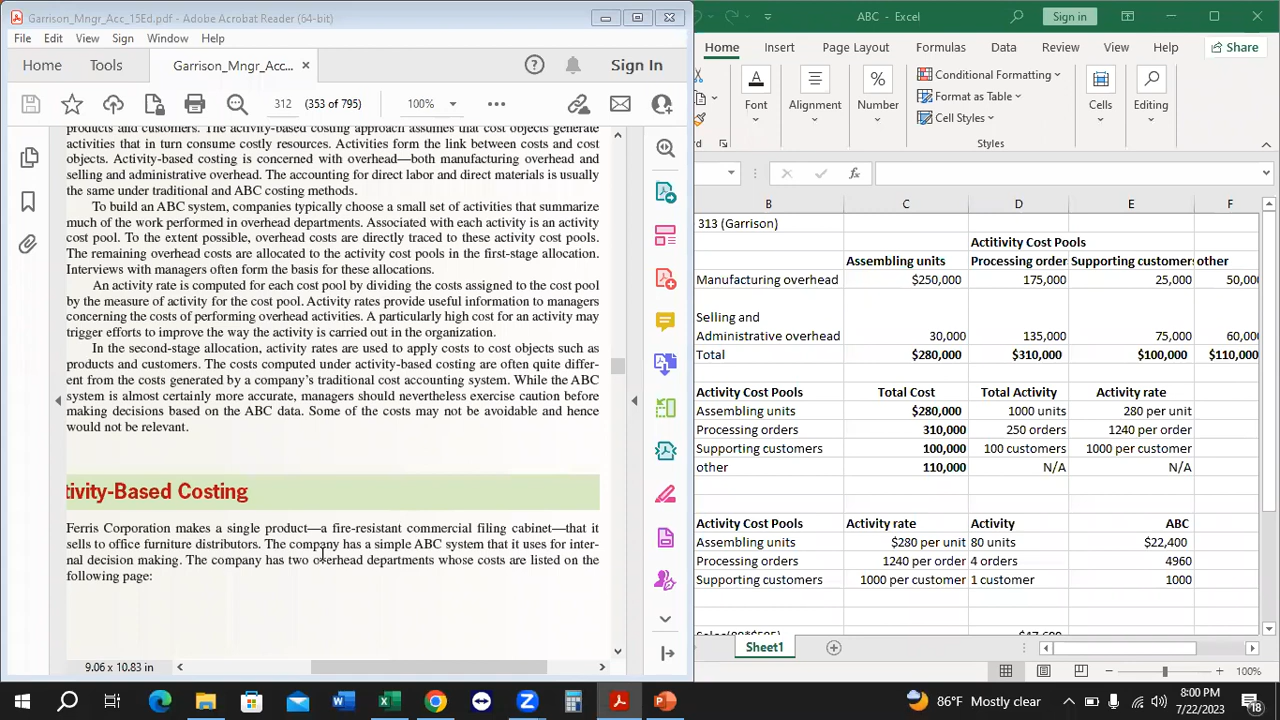 Garrison_Mngr_Acc_15Ed.pdf - Adobe Acrobat Reader (64-bit)
File Edit View Sign Window Help
Home Tools Garrison_Mngr_Acc... × Sign In
312 (353 of 795) 100%
products and customers. The activity-based costing approach assumes that cost objects generate
activities that in turn consume costly resources. Activities form the link between costs and cost
objects. Activity-based costing is concerned with overhead—both manufacturing overhead and
selling and administrative overhead. The accounting for direct labor and direct materials is usually
the same under traditional and ABC costing methods.
To build an ABC system, companies typically choose a small set of activities that summarize
much of the work performed in overhead departments. Associated with each activity is an activity
cost pool. To the extent possible, overhead costs are directly traced to these activity cost pools.
The remaining overhead costs are allocated to the activity cost pools in the first-stage allocation.
Interviews with managers often form the basis for these allocations.
An activity rate is computed for each cost pool by dividing the costs assigned to the cost pool
by the measure of activity for the cost pool. Activity rates provide useful information to managers
concerning the costs of performing overhead activities. A particularly high cost for an activity may
trigger efforts to improve the way the activity is carried out in the organization.
In the second-stage allocation, activity rates are used to apply costs to cost objects such as
products and customers. The costs computed under activity-based costing are often quite differ-
ent from the costs generated by a company's traditional cost accounting system. While the ABC
system is almost certainly more accurate, managers should nevertheless exercise caution before
making decisions based on the ABC data. Some of the costs may not be avoidable and hence
would not be relevant.
tivity-Based Costing
Ferris Corporation makes a single product—a fire-resistant commercial filing cabinet—that it
sells to office furniture distributors. The company has a simple ABC system that it uses for inter-
nal decision making. The company has two overhead departments whose costs are listed on the
following page:
9.06 x 10.83 in
ABC - Excel Sign in
Home Insert Page Layout Formulas Data Review View Help Share
Font Alignment Number Conditional Formatting Format as Table Cell Styles Cells Editing
Styles
fx
B C D E F
313 (Garrison)
Actitivity Cost Pools
Assembling units Processing order Supporting customers other
Manufacturing overhead $250,000 175,000 25,000 50,00
Selling and
Administrative overhead 30,000 135,000 75,000 60,00
Total $280,000 $310,000 $100,000 $110,000
Activity Cost Pools Total Cost Total Activity Activity rate
Assembling units $280,000 1000 units 280 per unit
Processing orders 310,000 250 orders 1240 per order
Supporting customers 100,000 100 customers 1000 per customer
other 110,000 N/A N/A
Activity Cost Pools Activity rate Activity ABC
Assembling units $280 per unit 80 units $22,400
Processing orders 1240 per order 4 orders 4960
Supporting customers 1000 per customer 1 customer 1000
Sheet1
100%
86°F Mostly clear
8:00 PM
7/22/2023
18